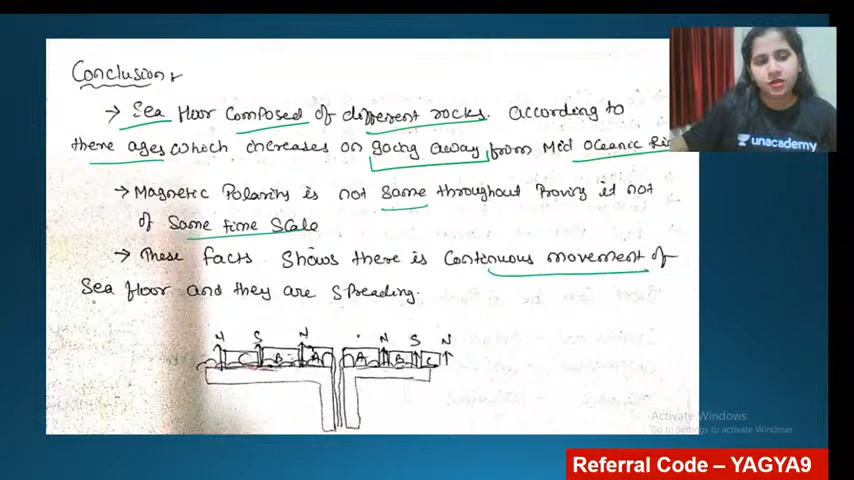 Conclusion
→ Sea floor composed of different rocks. according to
there ages which increases on going away from Mid Oceanic Ri
→ Magnetic Polarity is not same throughout Proving it not
of Same time Scale
→ These facts shows there is continuous movement of
Sea floor and they are Spreading.
N S N N S N
C B A A B C
unacademy
Activate Windows
Go to Settings to activate Windows.
Referral Code – YAGYA9